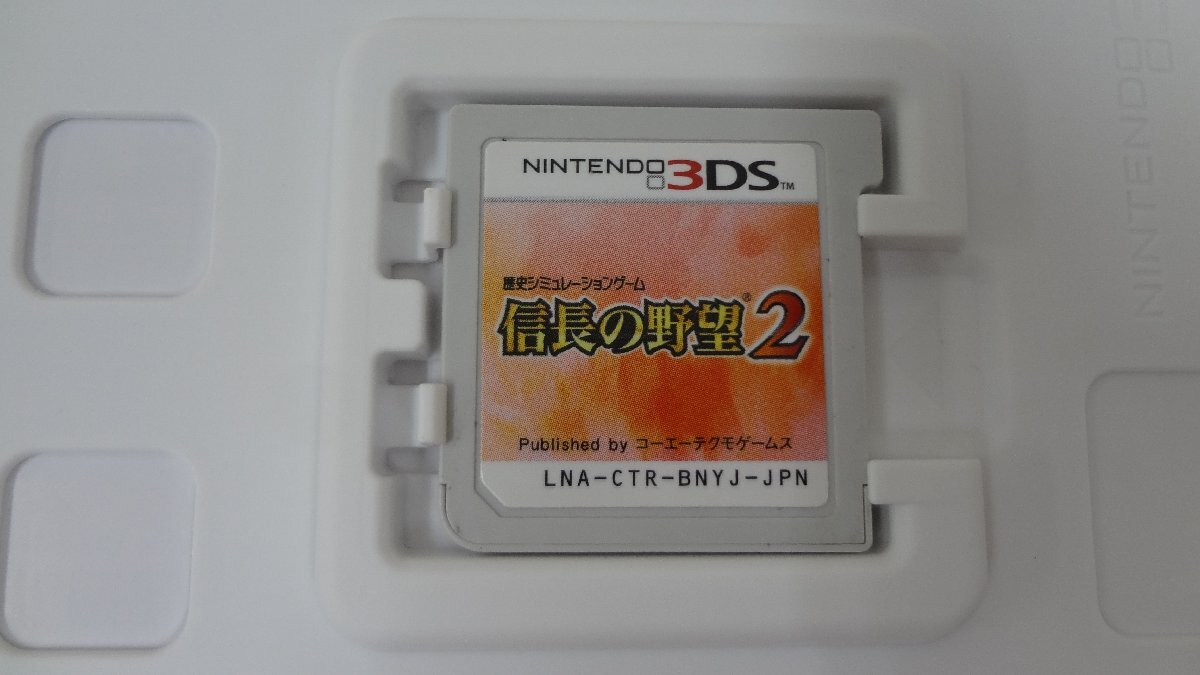 NINTENDO 3DS™
歴史シミュレーションゲーム
信長の野望®2
Published by コーエーテクモゲームス
LNA-CTR-BNYJ-JPN
NINTENDO